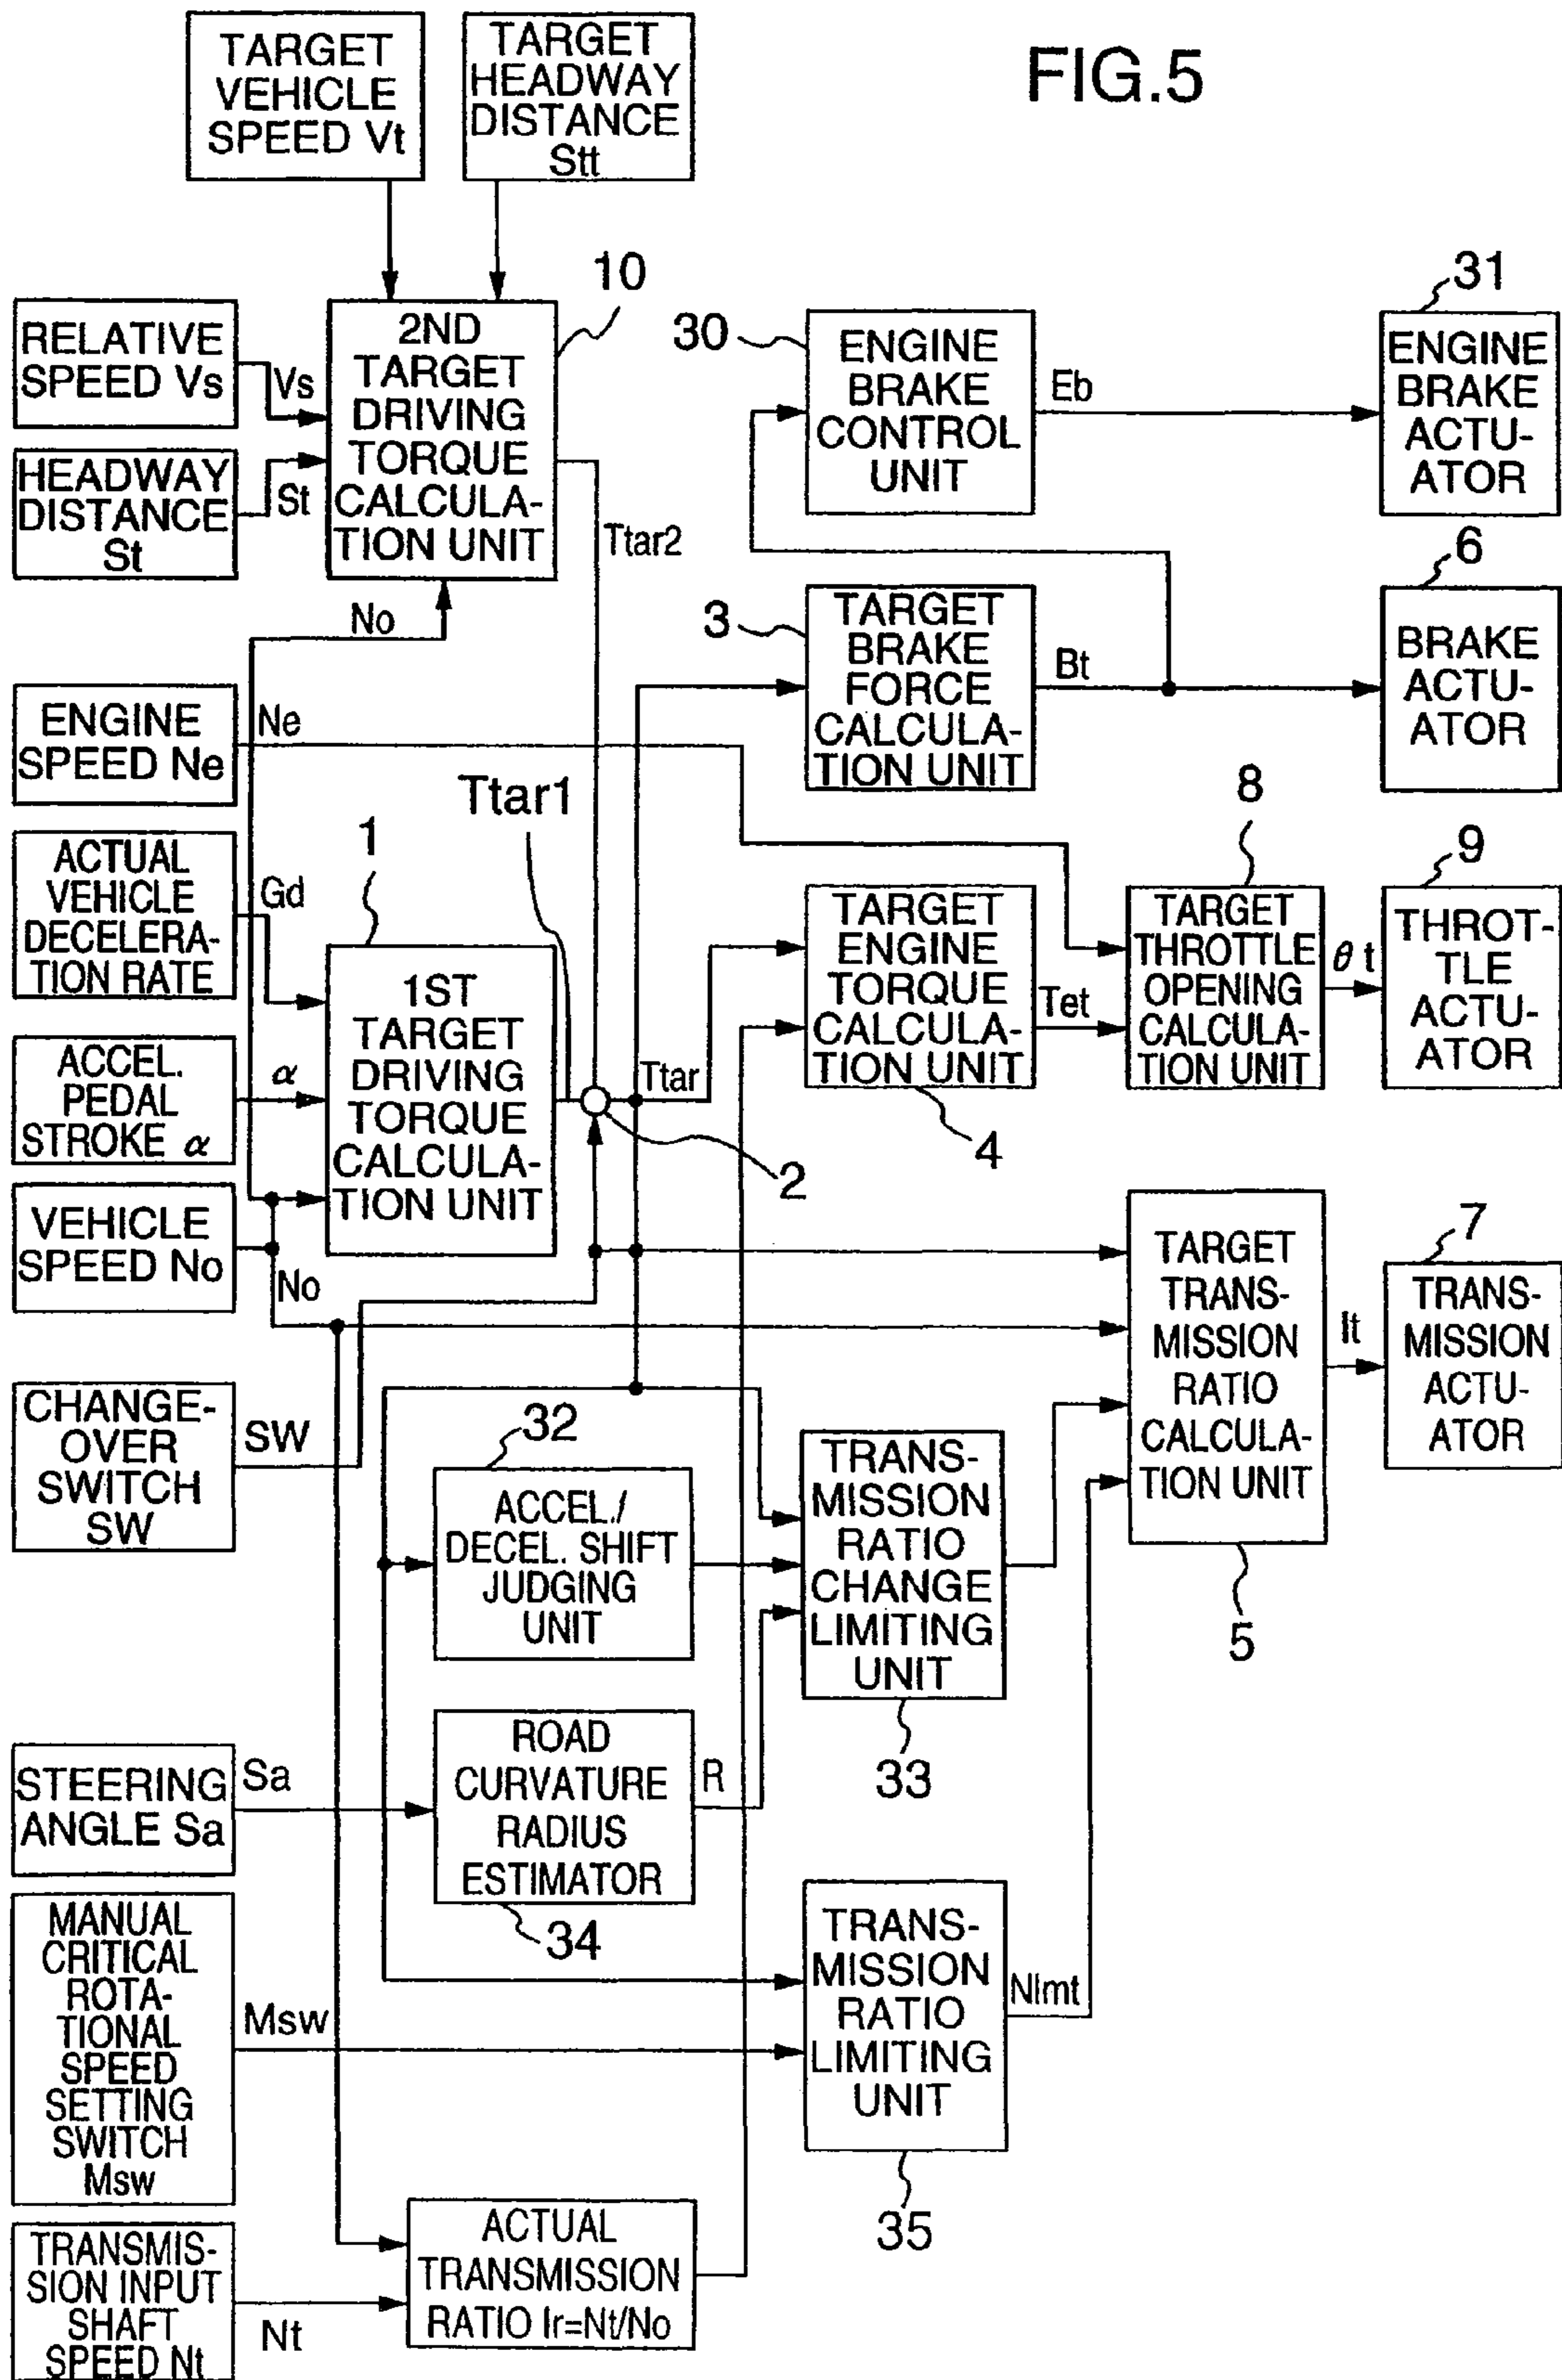 FIG.5
TARGET
VEHICLE
SPEED Vt
TARGET
HEADWAY
DISTANCE
Stt
10
RELATIVE
SPEED Vs
Vs
HEADWAY
DISTANCE
St
St
2ND
TARGET
DRIVING
TORQUE
CALCULA-
TION UNIT
Ttar2
No
30
ENGINE
BRAKE
CONTROL
UNIT
Eb
31
ENGINE
BRAKE
ACTU-
ATOR
3
TARGET
BRAKE
FORCE
CALCULA-
TION UNIT
Bt
6
BRAKE
ACTU-
ATOR
ENGINE
SPEED Ne
Ne
Ttar1
ACTUAL
VEHICLE
DECELERA-
TION RATE
Gd
1
1ST
TARGET
DRIVING
TORQUE
CALCULA-
TION UNIT
ACCEL.
PEDAL
STROKE α
α
VEHICLE
SPEED No
No
Ttar
2
TARGET
ENGINE
TORQUE
CALCULA-
TION UNIT
4
Tet
8
TARGET
THROTTLE
OPENING
CALCULA-
TION UNIT
θ t
9
THROT-
TLE
ACTU-
ATOR
TARGET
TRANS-
MISSION
RATIO
CALCULA-
TION UNIT
5
It
7
TRANS-
MISSION
ACTU-
ATOR
CHANGE-
OVER
SWITCH
SW
SW
32
ACCEL./
DECEL. SHIFT
JUDGING
UNIT
TRANS-
MISSION
RATIO
CHANGE
LIMITING
UNIT
33
STEERING
ANGLE Sa
Sa
ROAD
CURVATURE
RADIUS
ESTIMATOR
34
R
MANUAL
CRITICAL
ROTA-
TIONAL
SPEED
SETTING
SWITCH
Msw
Msw
TRANS-
MISSION
RATIO
LIMITING
UNIT
35
Nlmt
TRANSMIS-
SION INPUT
SHAFT
SPEED Nt
Nt
ACTUAL
TRANSMISSION
RATIO Ir=Nt/No